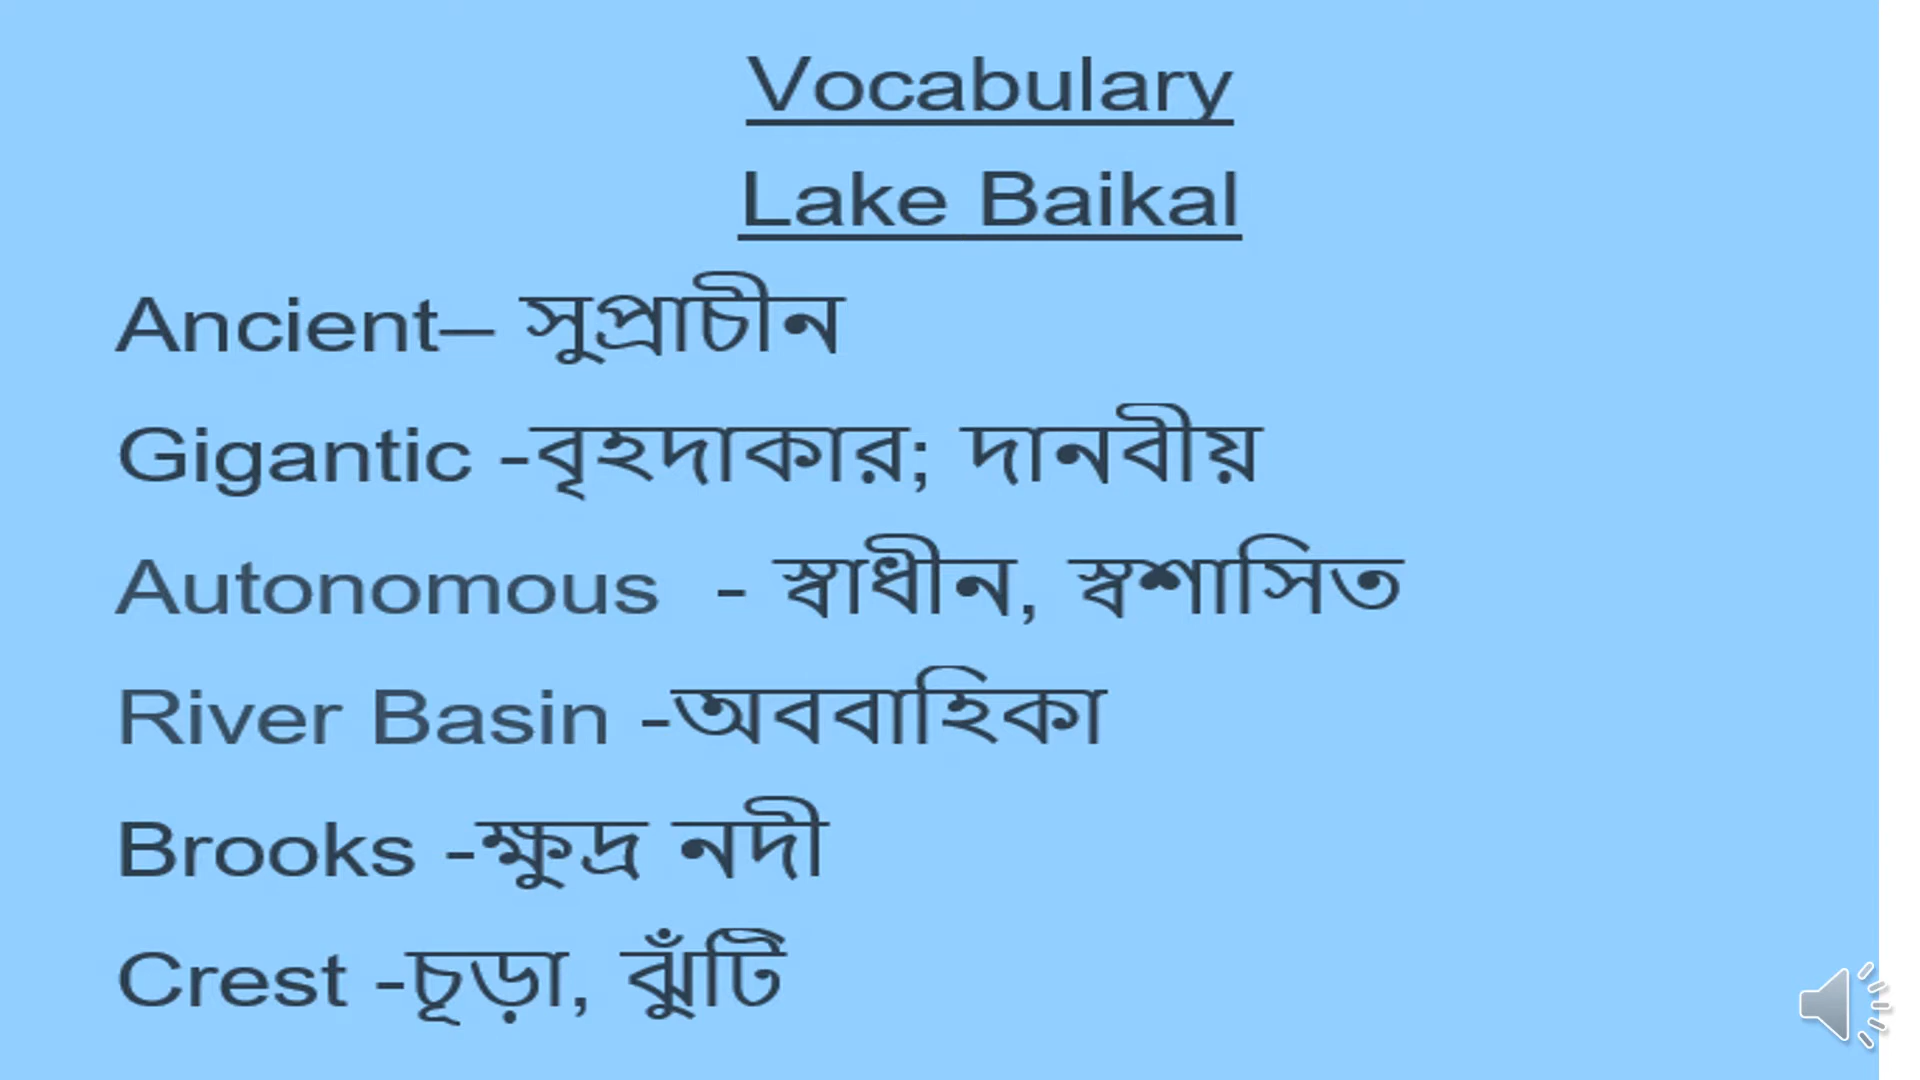 Vocabulary
Lake Baikal
Ancient– সুপ্রাচীন
Gigantic -বৃহদাকার; দানবীয়
Autonomous - স্বাধীন, স্বশাসিত
River Basin -অববাহিকা
Brooks -ক্ষুদ্র নদী
Crest -চূড়া, ঝুঁটি